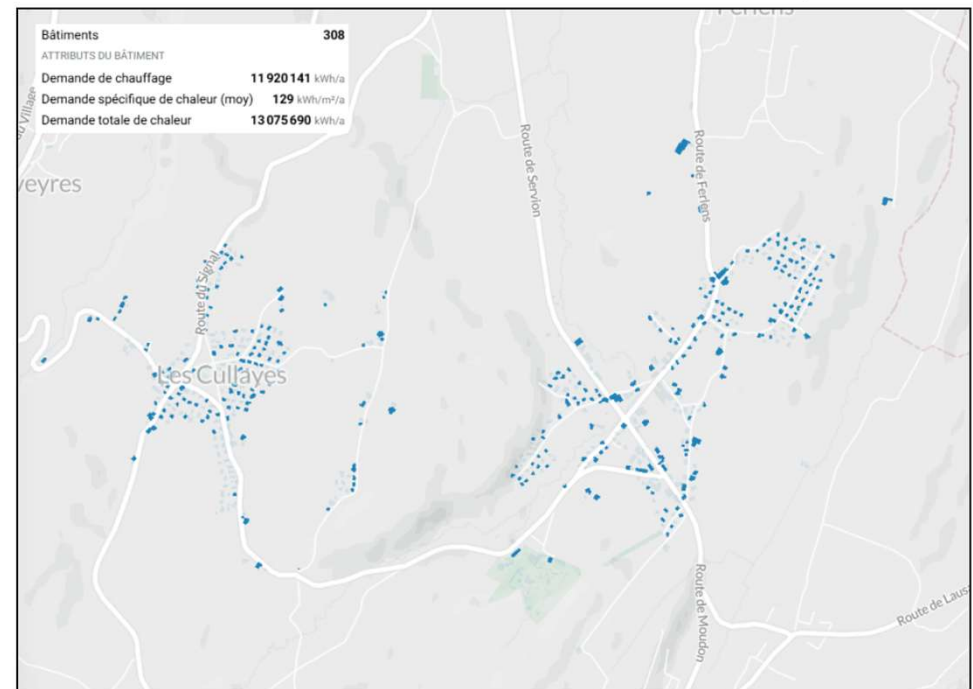 Bâtiments 308
ATTRIBUTS DU BÂTIMENT
Demande de chauffage 11 920 141 kWh/a
Demande spécifique de chaleur (moy) 129 kWh/m²/a
Demande totale de chaleur 13 075 690 kWh/a
Ferlens
du Village
veyres
Route de Servion
Route de Ferlens
Route du Signal
Les Cullayes
Route de Moudon
Route de Laus